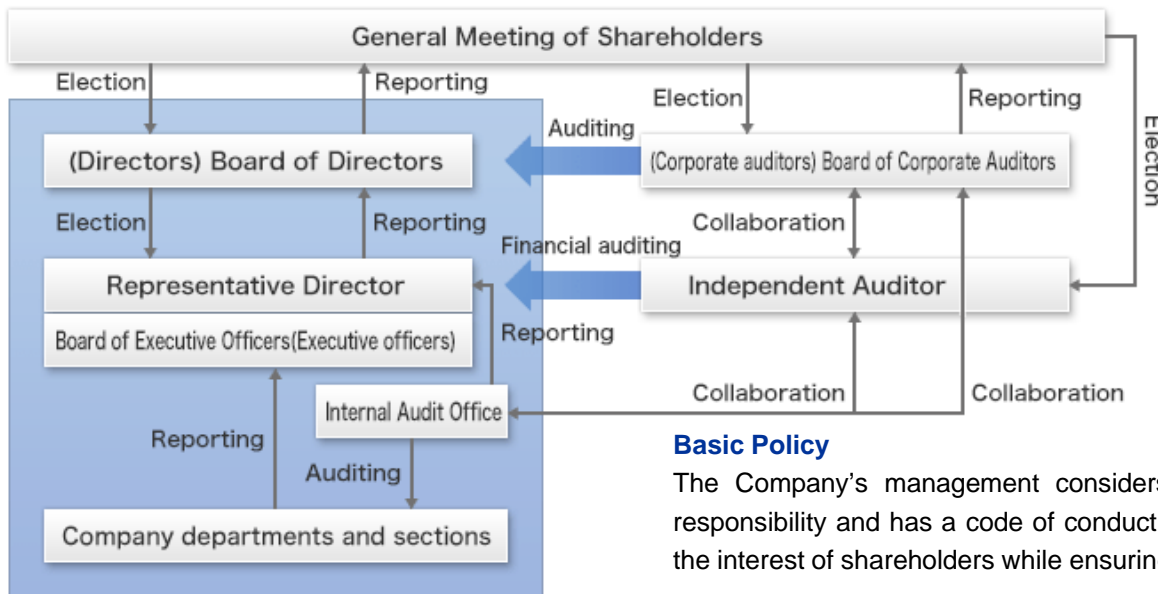 General Meeting of Shareholders
Election
Reporting
Election
Reporting
Election
Auditing
(Directors) Board of Directors
(Corporate auditors) Board of Corporate Auditors
Election
Reporting
Collaboration
Financial auditing
Representative Director
Independent Auditor
Board of Executive Officers(Executive officers)
Reporting
Internal Audit Office
Collaboration
Collaboration
Reporting
Auditing
Company departments and sections
Basic Policy
The Company's management considers
responsibility and has a code of conduct
the interest of shareholders while ensuring